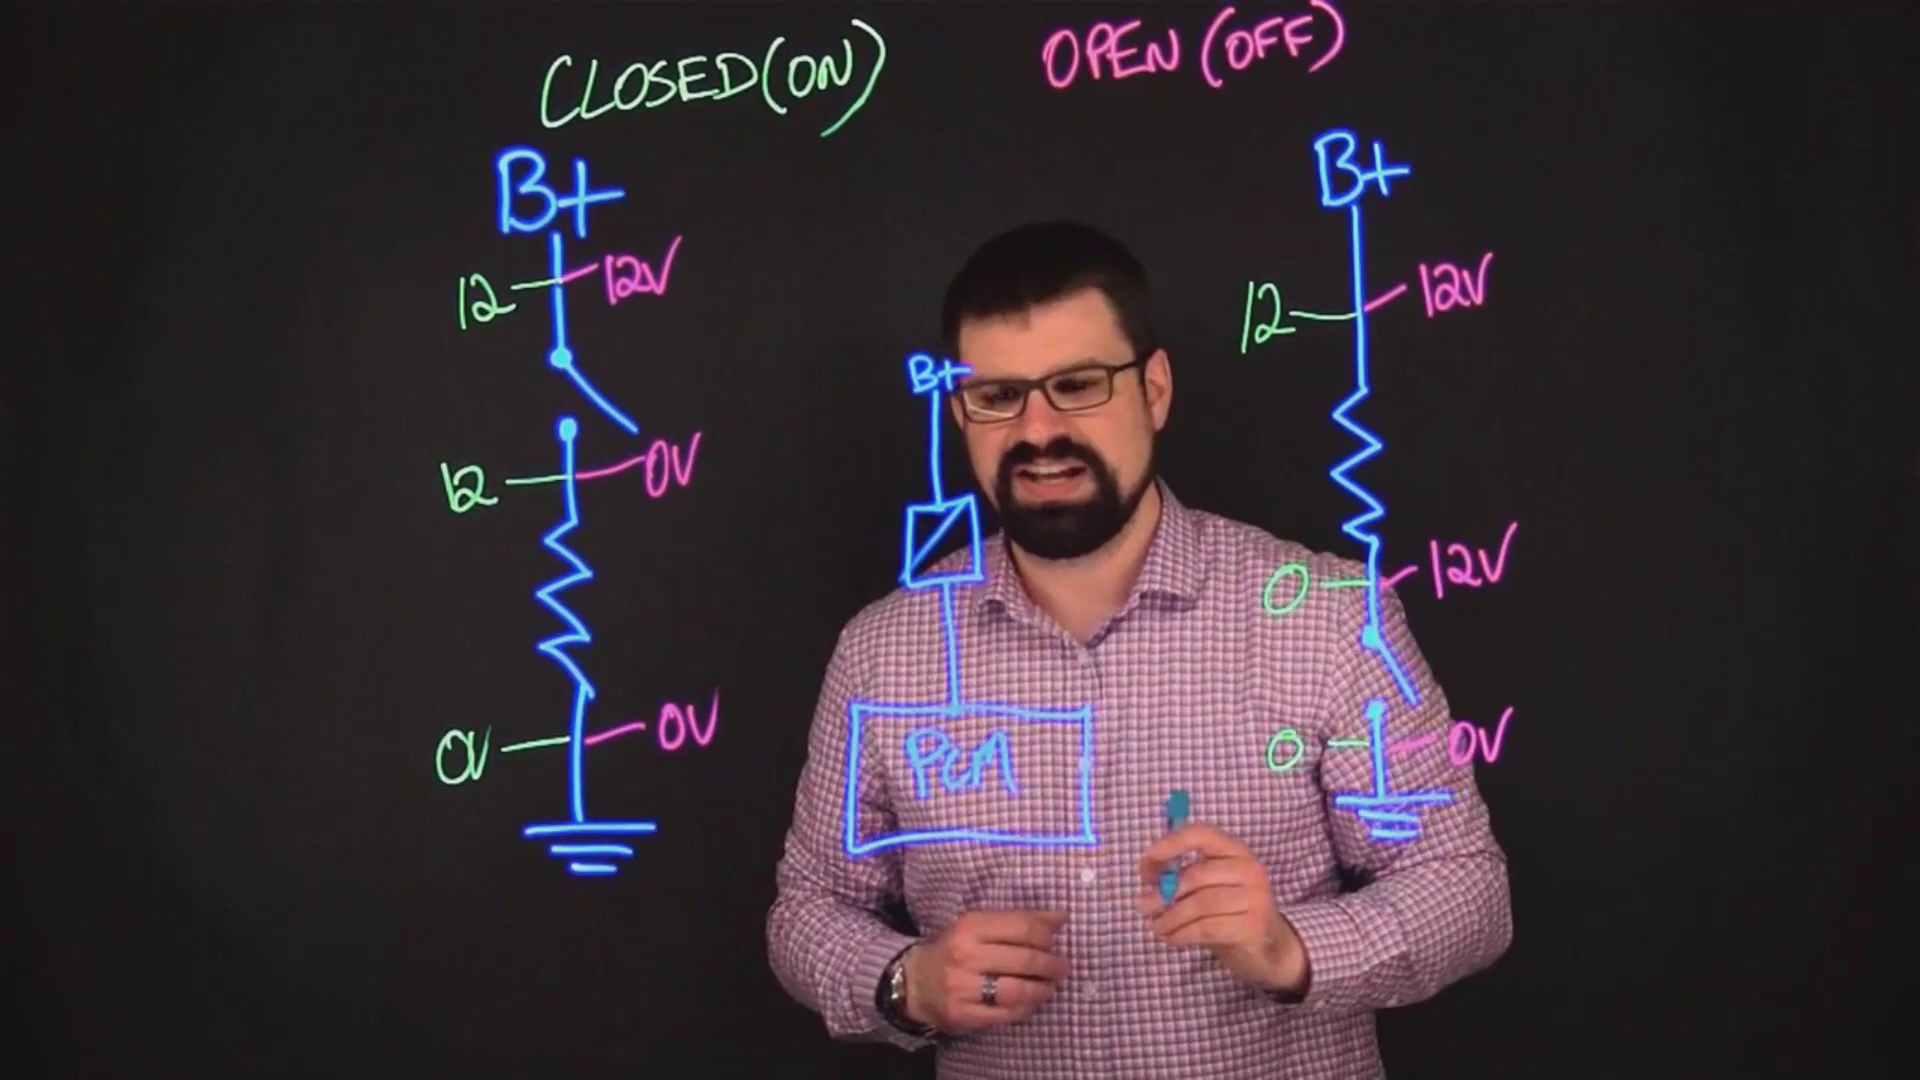 CLOSED(ON)
OPEN (OFF)
B+
B+
12
12V
12
12V
B+
12
0V
0
12V
0V
0V
PCM
0
0V